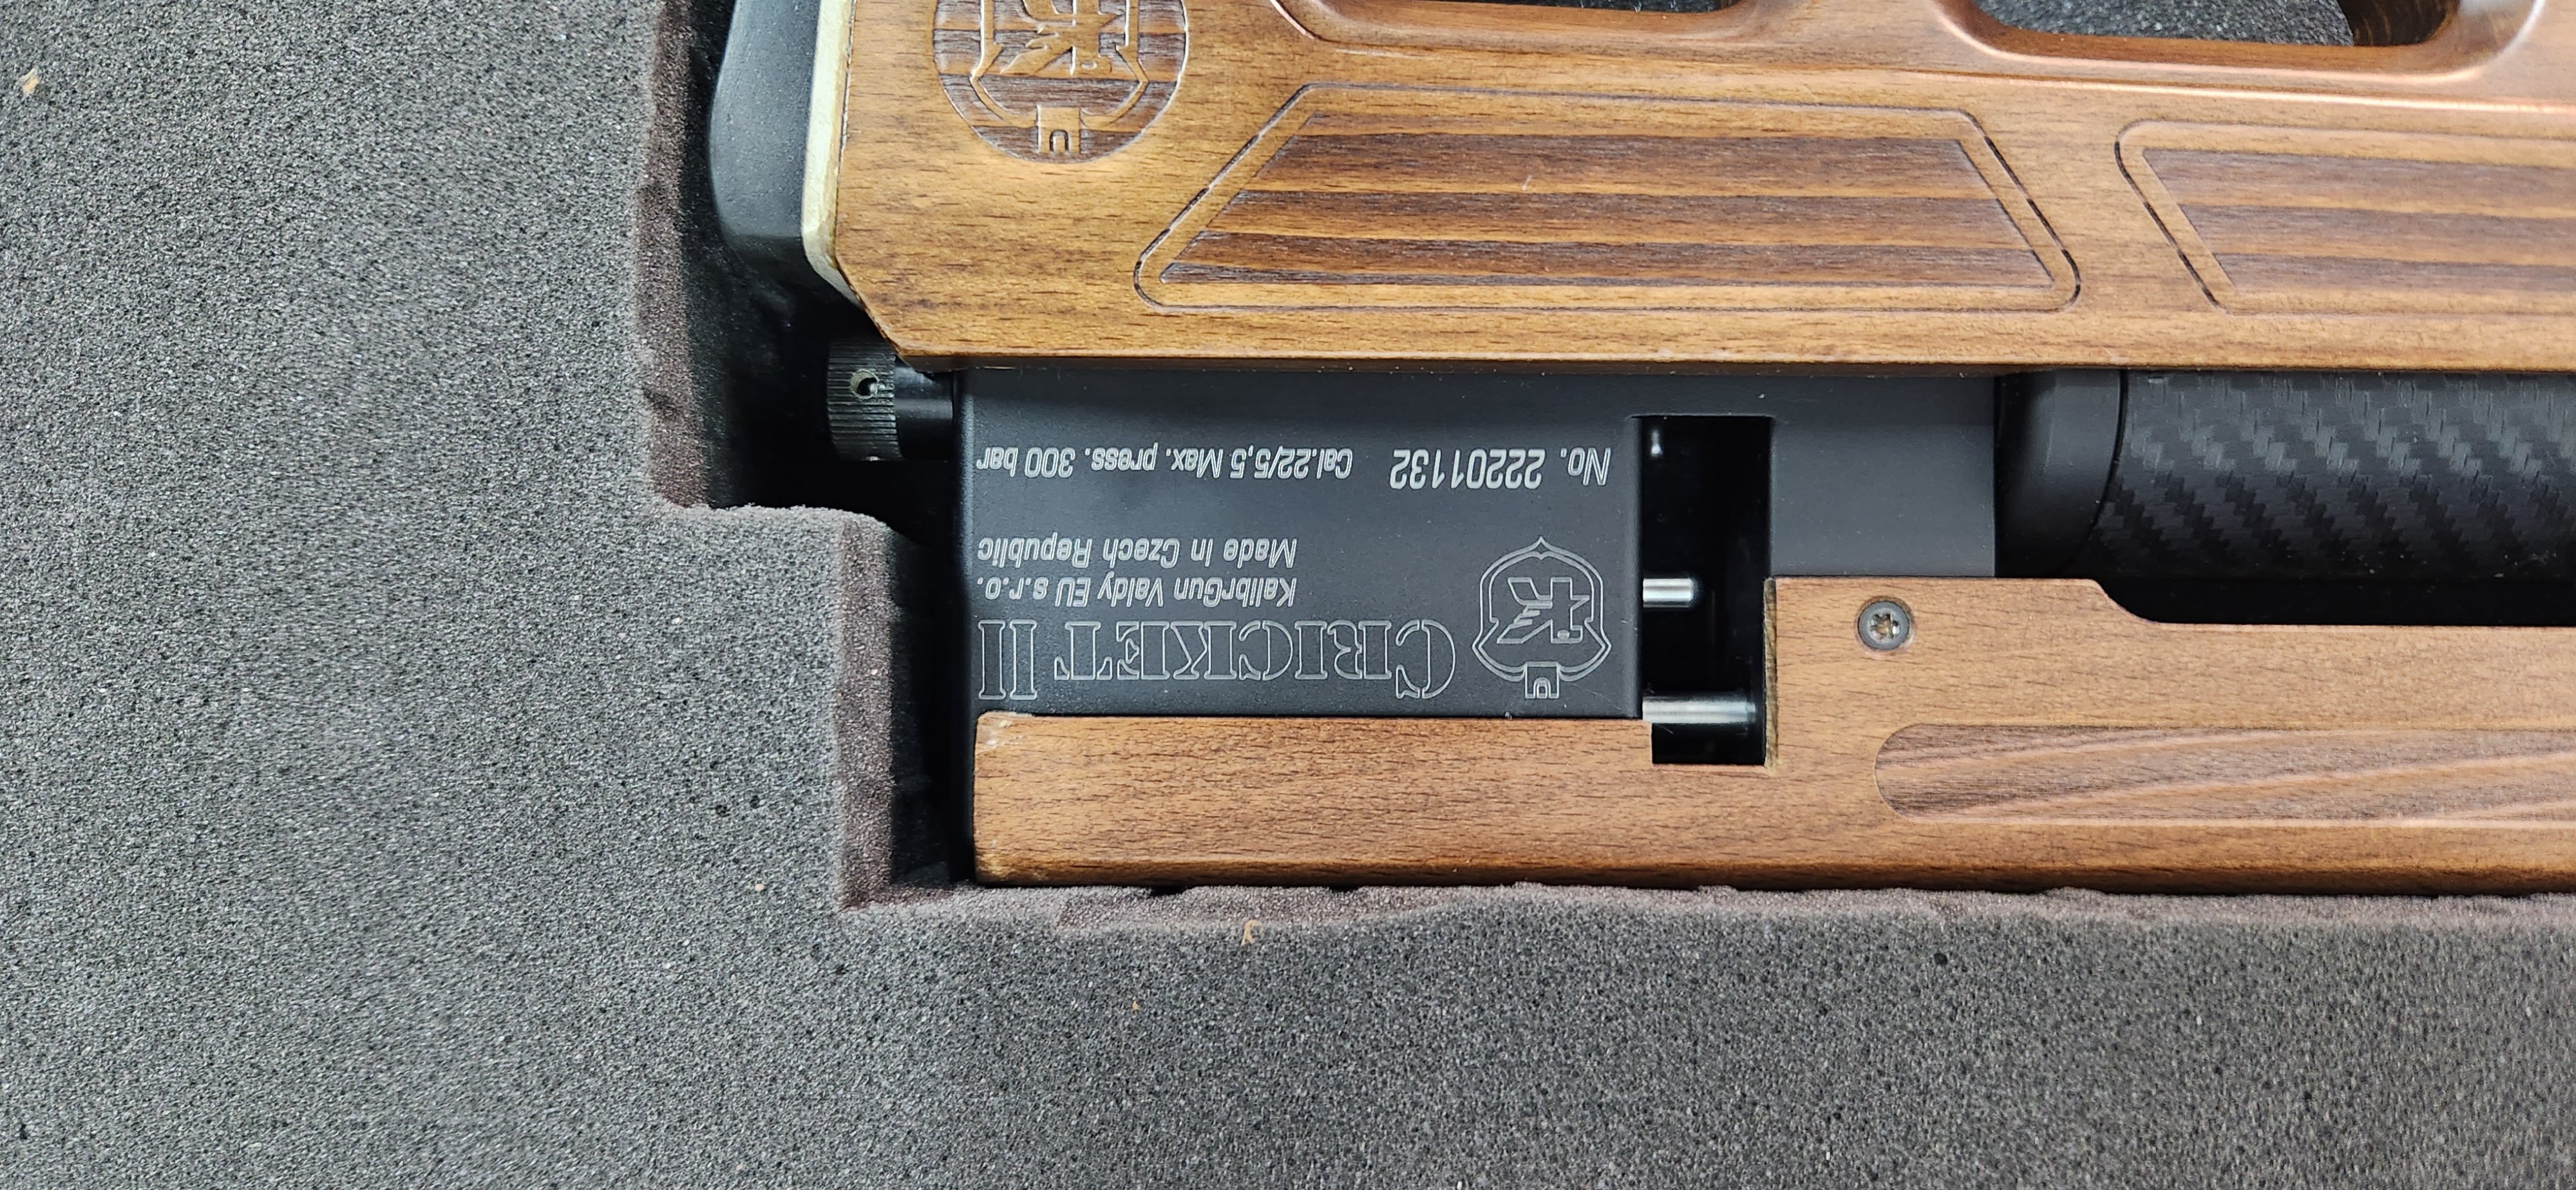 CRICKET II
KalibrGun Valdy EU s.r.o.
Made in Czech Republic
No. 22201132 Cal.22/5,5 Max. press. 300 bar